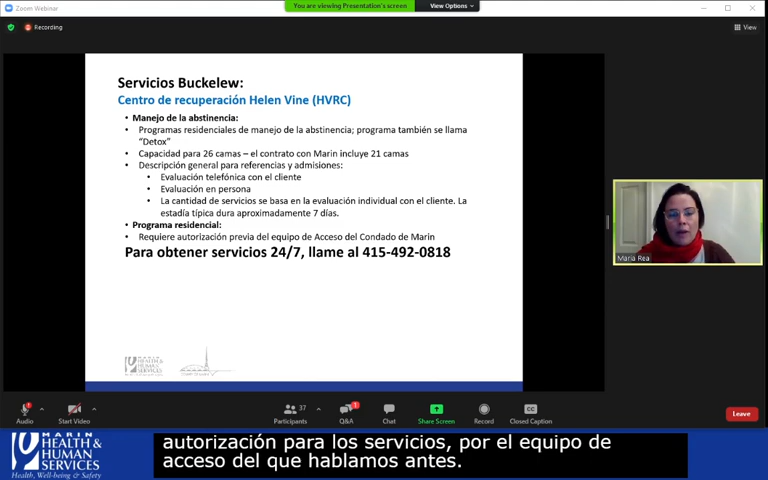 Zoom Webinar
You are viewing Presentation's screen
View Options
Recording
View
Servicios Buckelew:
Centro de recuperación Helen Vine (HVRC)
• Manejo de la abstinencia:
• Programas residenciales de manejo de la abstinencia; programa también se llama
“Detox”
• Capacidad para 26 camas – el contrato con Marin incluye 21 camas
• Descripción general para referencias y admisiones:
• Evaluación telefónica con el cliente
• Evaluación en persona
• La cantidad de servicios se basa en la evaluación individual con el cliente. La
estadía típica dura aproximadamente 7 días.
• Programa residencial:
• Requiere autorización previa del equipo de Acceso del Condado de Marin
Para obtener servicios 24/7, llame al 415-492-0818
Maria Rea
MARIN
HEALTH &
HUMAN
SERVICES
Audio
Start Video
37
Participants
1
Q&A
Chat
Share Screen
Record
CC
Closed Caption
Leave
MARIN
HEALTH &
HUMAN
SERVICES
Health, Well-being & Safety
autorización para los servicios, por el equipo de
acceso del que hablamos antes.